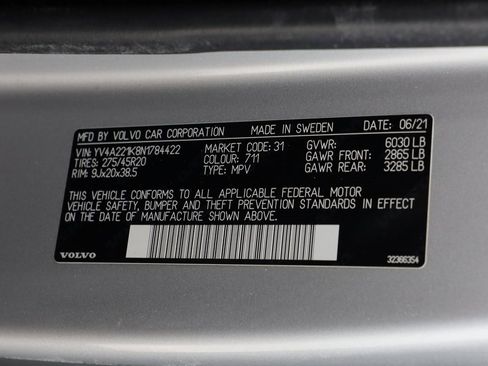 MFD BY VOLVO CAR CORPORATION MADE IN SWEDEN DATE: 06/21
VIN: YV4A221K8N1784422 MARKET CODE: 31 GVWR: 6030 LB
TIRES: 275/45R20 COLOUR: 711 GAWR FRONT: 2865 LB
RIM: 9Jx20x38.5 TYPE: MPV GAWR REAR: 3285 LB
THIS VEHICLE CONFORMS TO ALL APPLICABLE FEDERAL MOTOR
VEHICLE SAFETY, BUMPER AND THEFT PREVENTION STANDARDS IN EFFECT
ON THE DATE OF MANUFACTURE SHOWN ABOVE.
VOLVO 32366354